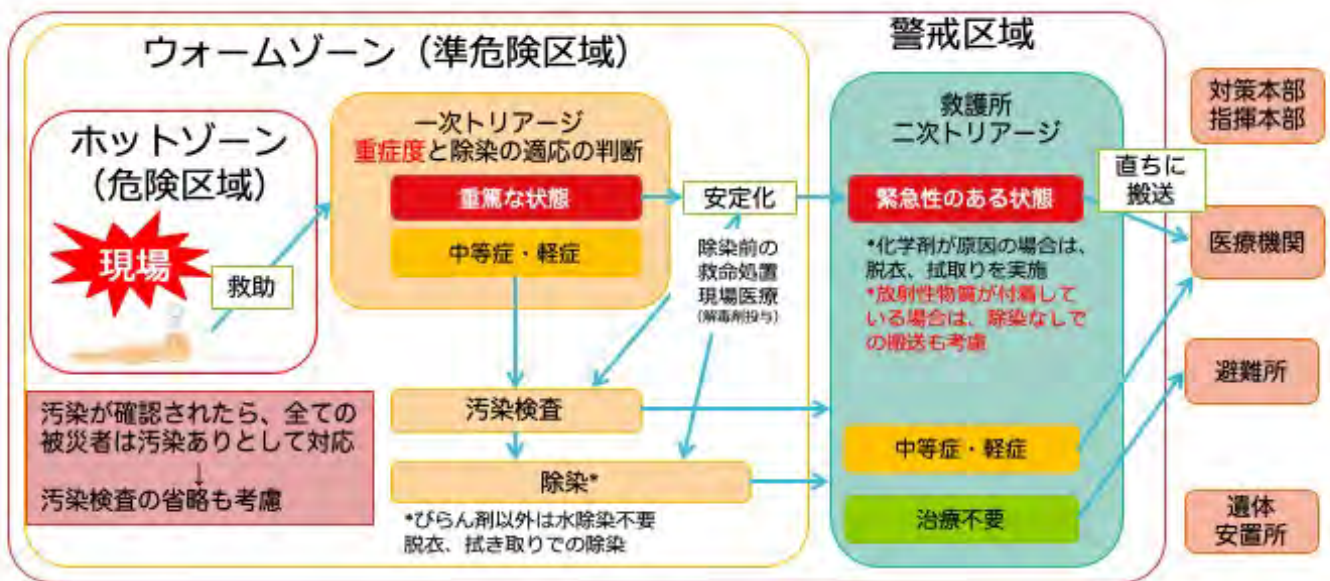 ウォームゾーン（準危険区域）
警戒区域
ホットゾーン
（危険区域）
現場
救助
一次トリアージ
重症度と除染の適応の判断
重篤な状態
中等症・軽症
安定化
除染前の
救命処置
現場医療
（解毒剤投与）
汚染検査
除染*
*びらん剤以外は水除染不要
脱衣、拭き取りでの除染
汚染が確認されたら、全ての
被災者は汚染ありとして対応
↓
汚染検査の省略も考慮
救護所
二次トリアージ
緊急性のある状態
*化学剤が原因の場合は、
脱衣、拭取りを実施
*放射性物質が付着して
いる場合は、除染なしで
の搬送も考慮
中等症・軽症
治療不要
直ちに
搬送
対策本部
指揮本部
医療機関
避難所
遺体
安置所